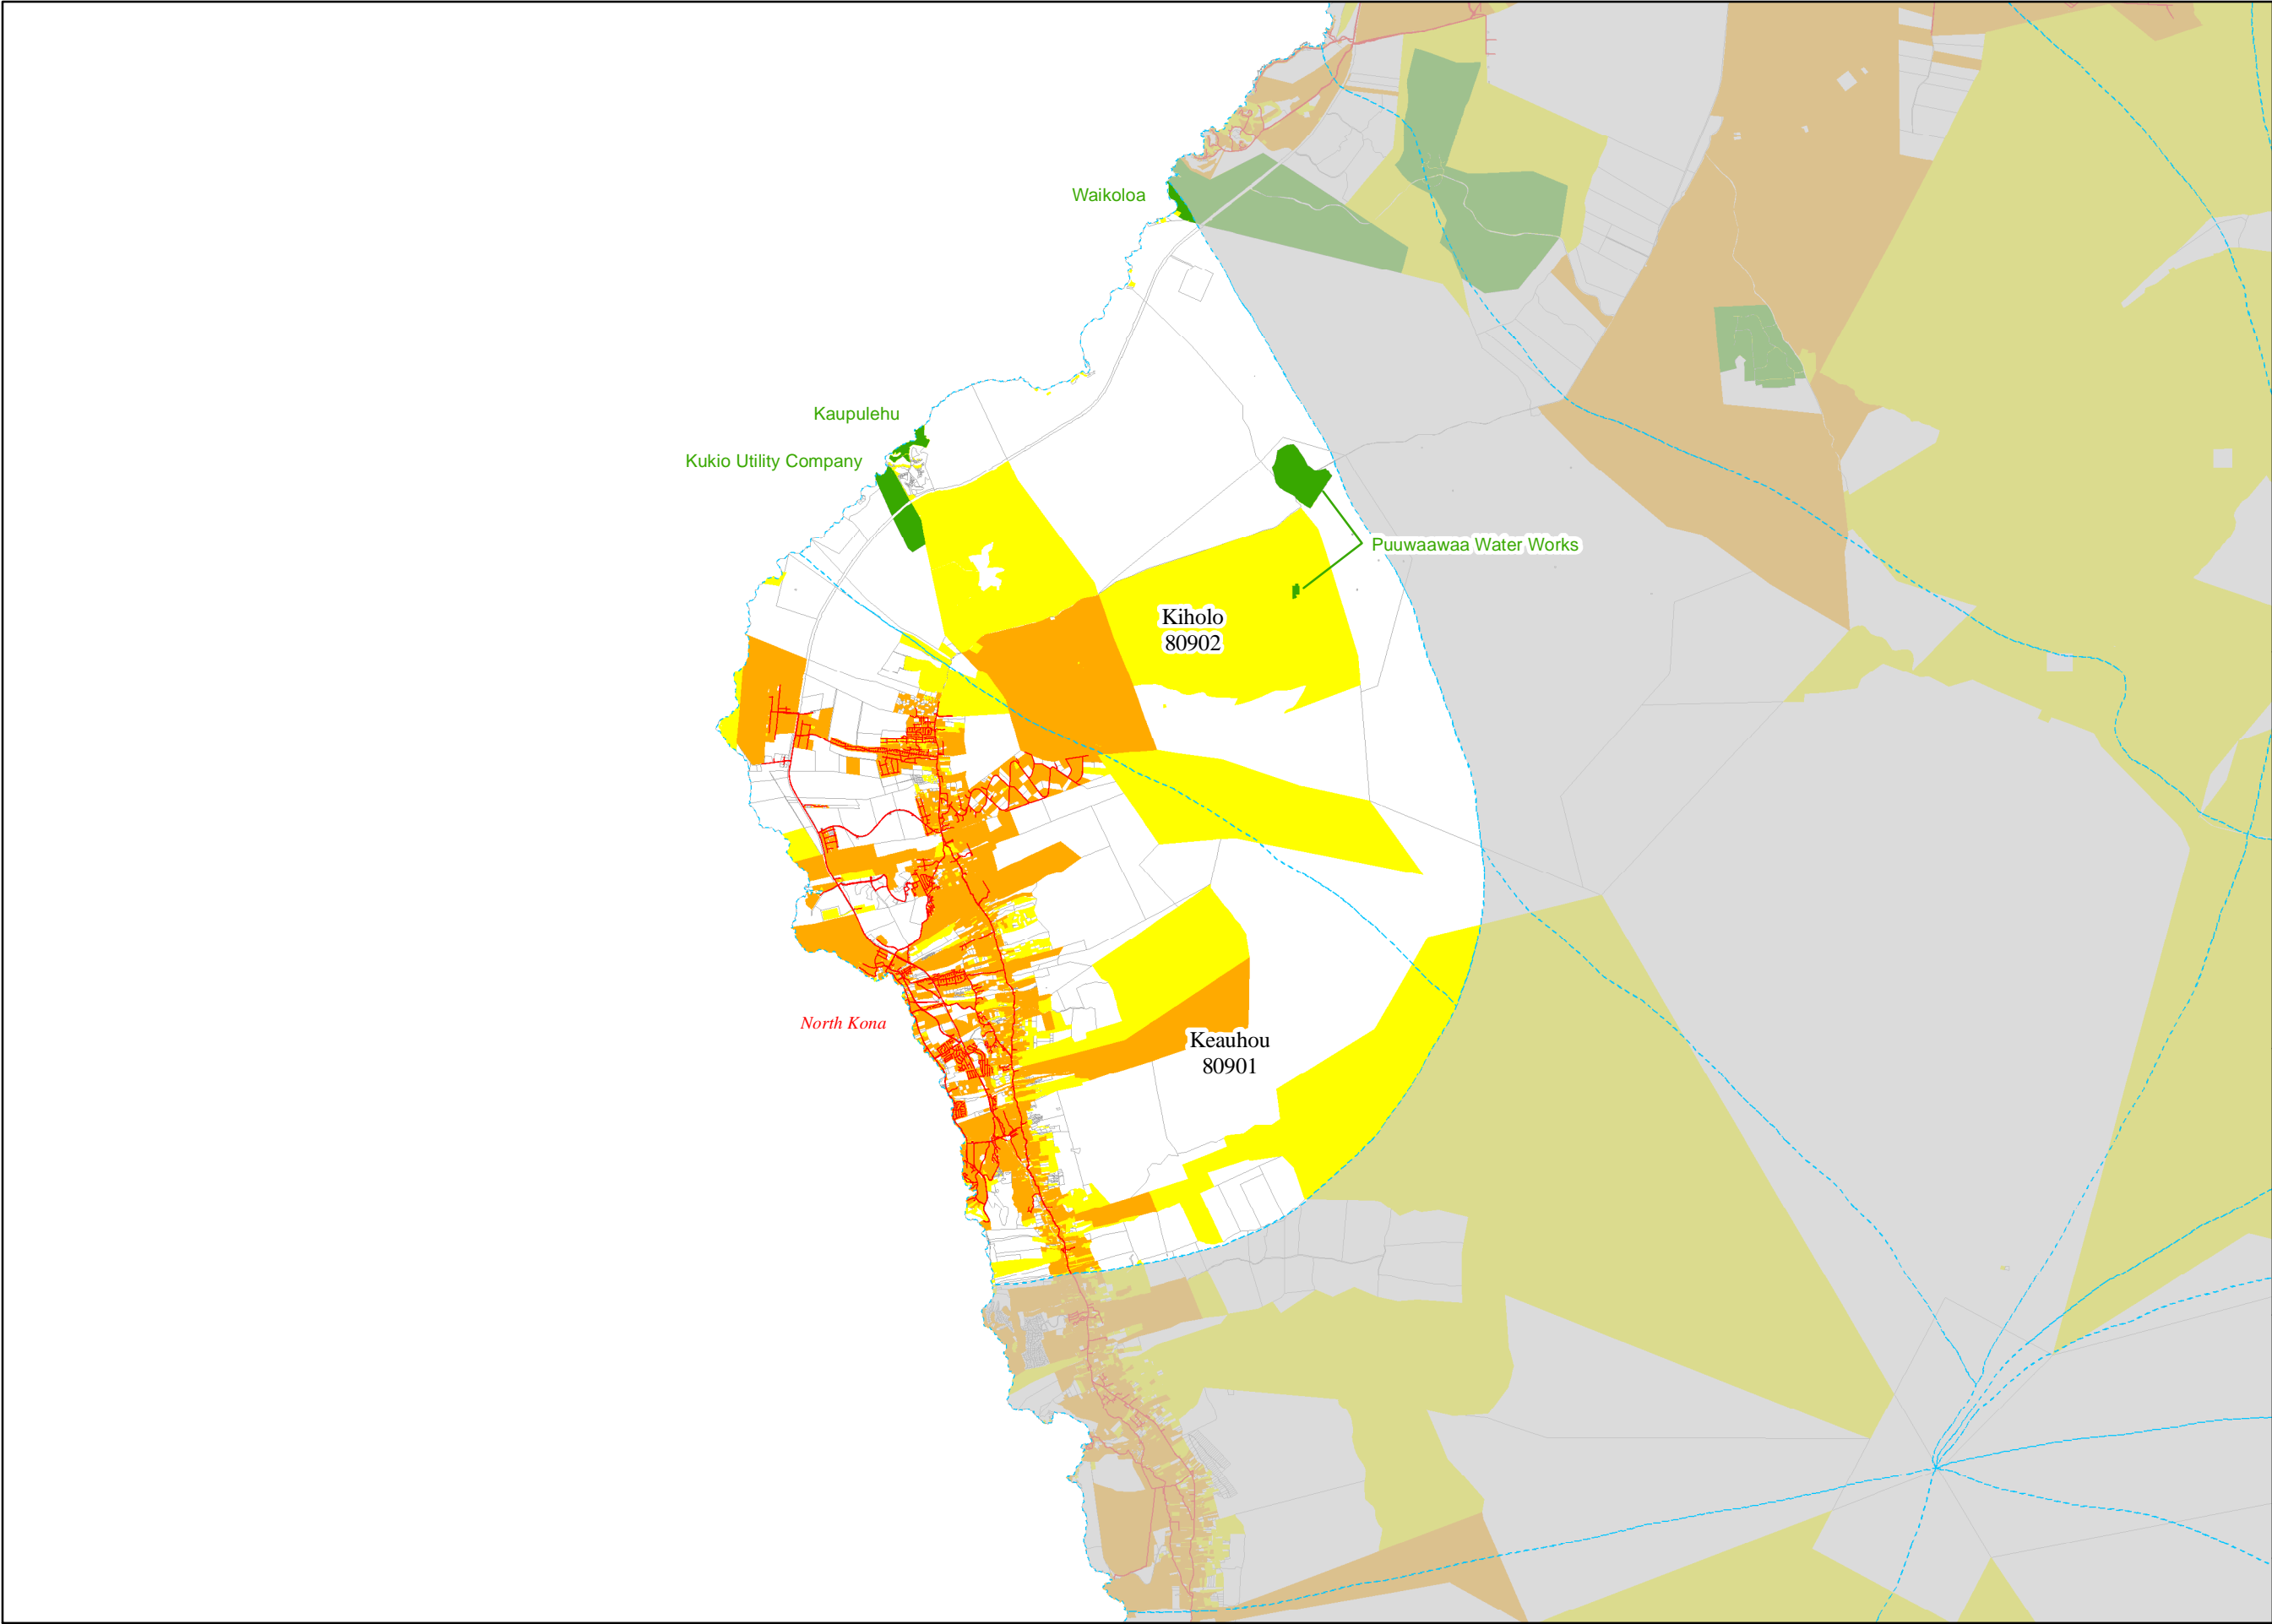 Waikoloa
Kaupulehu
Kukio Utility Company
Puuwaawaa Water Works
Kiholo
80902
North Kona
Keauhou
80901